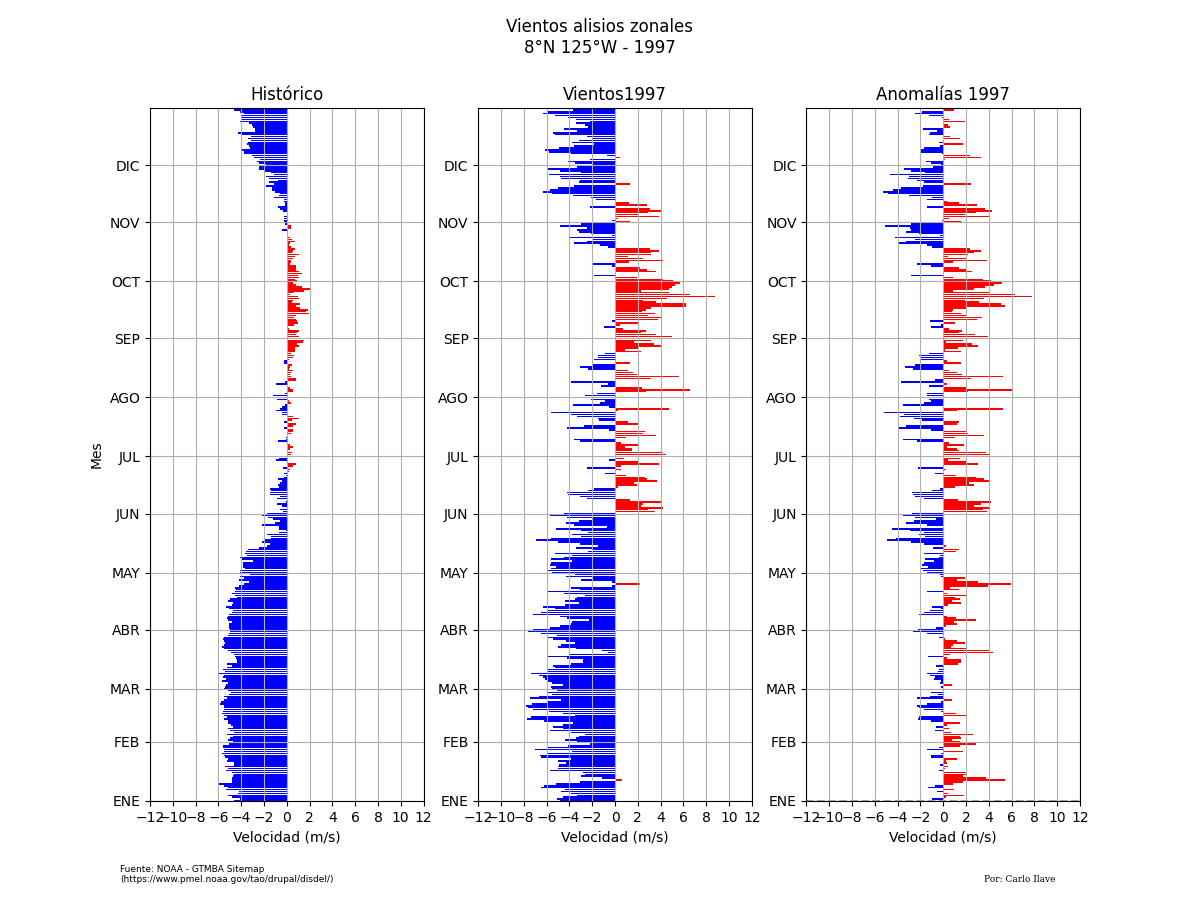 Vientos alisios zonales
8°N 125°W - 1997
Histórico
Vientos1997
Anomalías 1997
Mes
DIC
NOV
OCT
SEP
AGO
JUL
JUN
MAY
ABR
MAR
FEB
ENE
DIC
NOV
OCT
SEP
AGO
JUL
JUN
MAY
ABR
MAR
FEB
ENE
DIC
NOV
OCT
SEP
AGO
JUL
JUN
MAY
ABR
MAR
FEB
ENE
−12 −10 −8 −6 −4 −2 0 2 4 6 8 10 12
−12 −10 −8 −6 −4 −2 0 2 4 6 8 10 12
−12 −10 −8 −6 −4 −2 0 2 4 6 8 10 12
Velocidad (m/s)
Velocidad (m/s)
Velocidad (m/s)
Fuente: NOAA - GTMBA Sitemap
(https://www.pmel.noaa.gov/tao/drupal/disdel/)
Por: Carlo Ilave